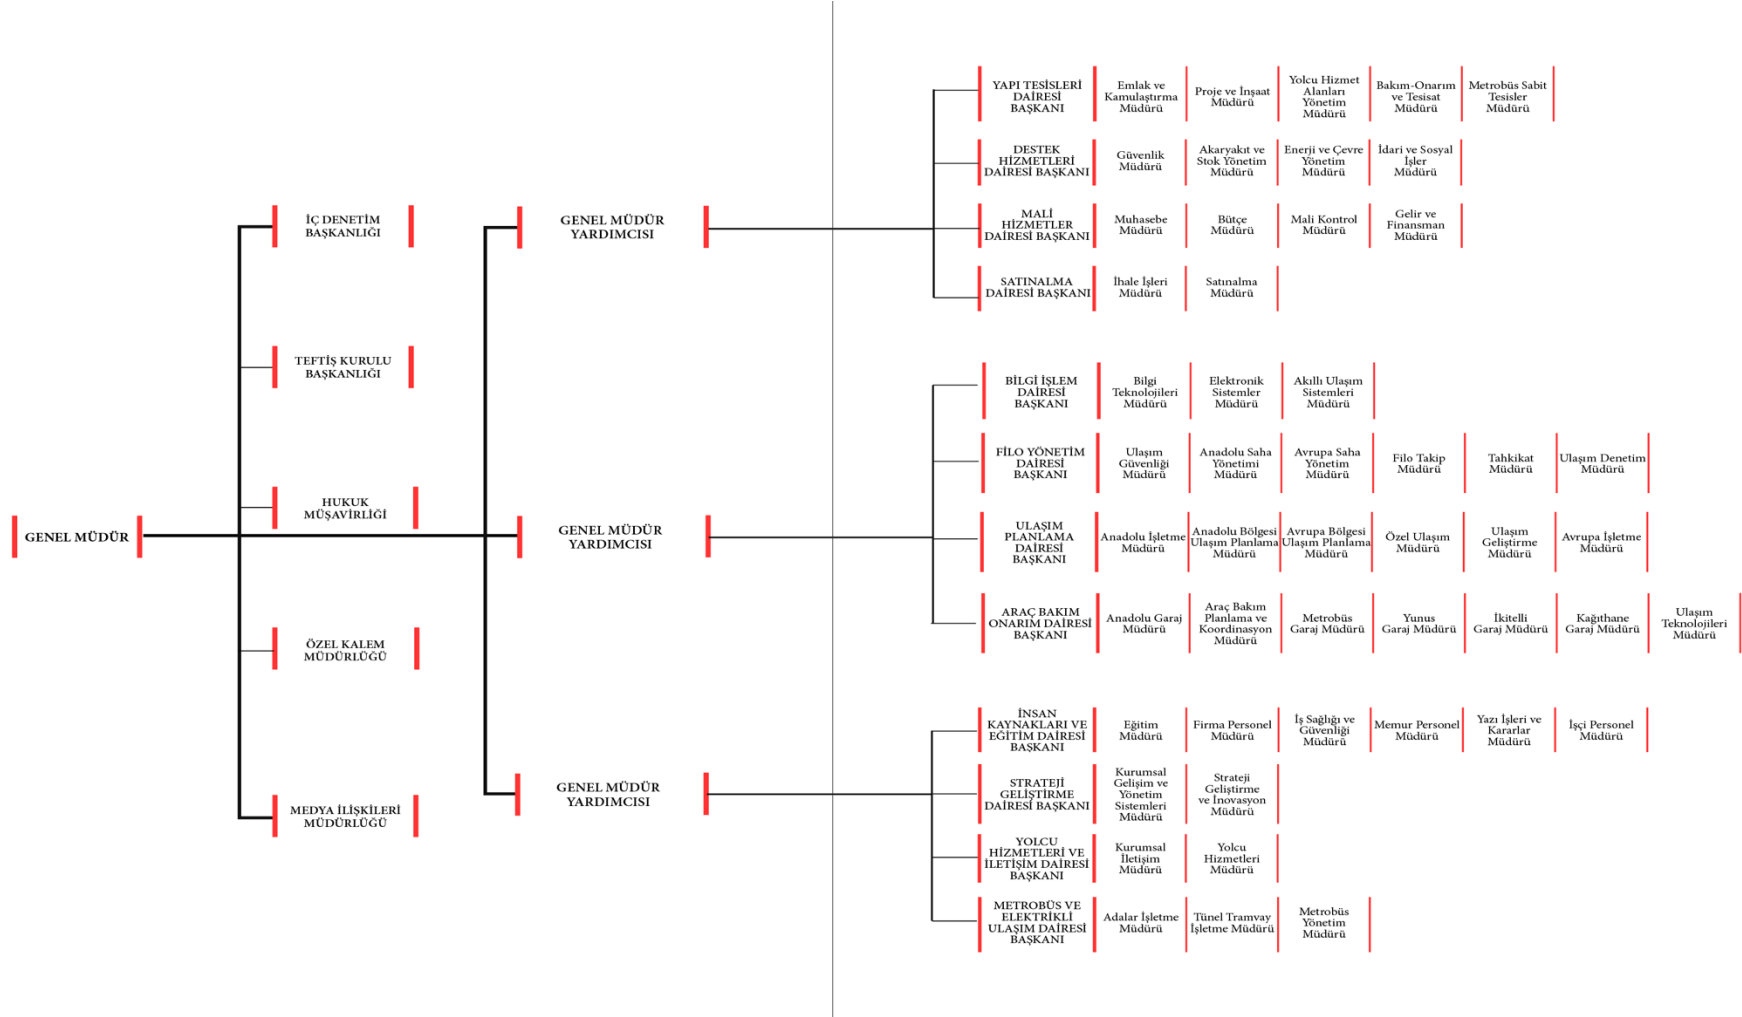 GENEL MÜDÜR
İÇ DENETİM
BAŞKANLIĞI
TEFTİŞ KURULU
BAŞKANLIĞI
HUKUK
MÜŞAVİRLİĞİ
ÖZEL KALEM
MÜDÜRLÜĞÜ
MEDYA İLİŞKİLERİ
MÜDÜRLÜĞÜ
GENEL MÜDÜR
YARDIMCISI
YAPI TESİSLERİ
DAİRESİ
BAŞKANI
Emlak ve
Kamulaştırma
Müdürü
Proje ve İnşaat
Müdürü
Yolcu Hizmet
Alanları
Yönetim
Müdürü
Bakım-Onarım
ve Tesisat
Müdürü
Metrobüs Sabit
Tesisler
Müdürü
DESTEK
HİZMETLERİ
DAİRESİ BAŞKANI
Güvenlik
Müdürü
Akaryakıt ve
Stok Yönetim
Müdürü
Enerji ve Çevre
Yönetim
Müdürü
İdari ve Sosyal
İşler
Müdürü
MALİ
HİZMETLER
DAİRESİ BAŞKANI
Muhasebe
Müdürü
Bütçe
Müdürü
Mali Kontrol
Müdürü
Gelir ve
Finansman
Müdürü
SATINALMA
DAİRESİ BAŞKANI
İhale İşleri
Müdürü
Satınalma
Müdürü
GENEL MÜDÜR
YARDIMCISI
BİLGİ İŞLEM
DAİRESİ
BAŞKANI
Bilgi
Teknolojileri
Müdürü
Elektronik
Sistemler
Müdürü
Akıllı Ulaşım
Sistemleri
Müdürü
FİLO YÖNETİM
DAİRESİ
BAŞKANI
Ulaşım
Güvenliği
Müdürü
Anadolu Saha
Yönetimi
Müdürü
Avrupa Saha
Yönetim
Müdürü
Filo Takip
Müdürü
Tahkikat
Müdürü
Ulaşım Denetim
Müdürü
ULAŞIM
PLANLAMA
DAİRESİ
BAŞKANI
Anadolu İşletme
Müdürü
Anadolu Bölgesi
Ulaşım Planlama
Müdürü
Avrupa Bölgesi
Ulaşım Planlama
Müdürü
Özel Ulaşım
Müdürü
Ulaşım
Geliştirme
Müdürü
Avrupa İşletme
Müdürü
ARAÇ BAKIM
ONARIM DAİRESİ
BAŞKANI
Anadolu Garaj
Müdürü
Araç Bakım
Planlama ve
Koordinasyon
Müdürü
Metrobüs
Garaj Müdürü
Yunus
Garaj Müdürü
İkitelli
Garaj Müdürü
Kağıthane
Garaj Müdürü
Ulaşım
Teknolojileri
Müdürü
GENEL MÜDÜR
YARDIMCISI
İNSAN
KAYNAKLARI VE
EĞİTİM DAİRESİ
BAŞKANI
Eğitim
Müdürü
Firma Personel
Müdürü
İş Sağlığı ve
Güvenliği
Müdürü
Memur Personel
Müdürü
Yazı İşleri ve
Kararlar
Müdürü
İşçi Personel
Müdürü
STRATEJİ
GELİŞTİRME
DAİRESİ BAŞKANI
Kurumsal
Gelişim ve
Yönetim
Sistemleri
Müdürü
Strateji
Geliştirme
ve İnovasyon
Müdürü
YOLCU
HİZMETLERİ VE
İLETİŞİM DAİRESİ
BAŞKANI
Kurumsal
İletişim
Müdürü
Yolcu
Hizmetleri
Müdürü
METROBÜS VE
ELEKTRİKLİ
ULAŞIM DAİRESİ
BAŞKANI
Adalar İşletme
Müdürü
Tünel Tramvay
İşletme Müdürü
Metrobüs
Yönetim
Müdürü